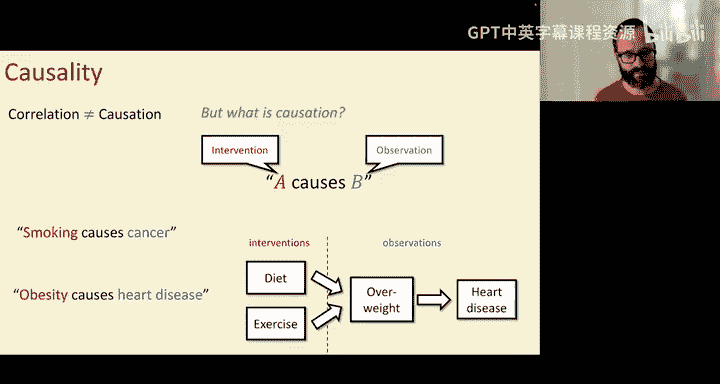 GPT中英字幕课程资源 bilibili
Causality
Correlation ≠ Causation
But what is causation?
Intervention
Observation
“A causes B”
“Smoking causes cancer”
“Obesity causes heart disease”
interventions
observations
Diet
Exercise
Over-
weight
Heart
disease